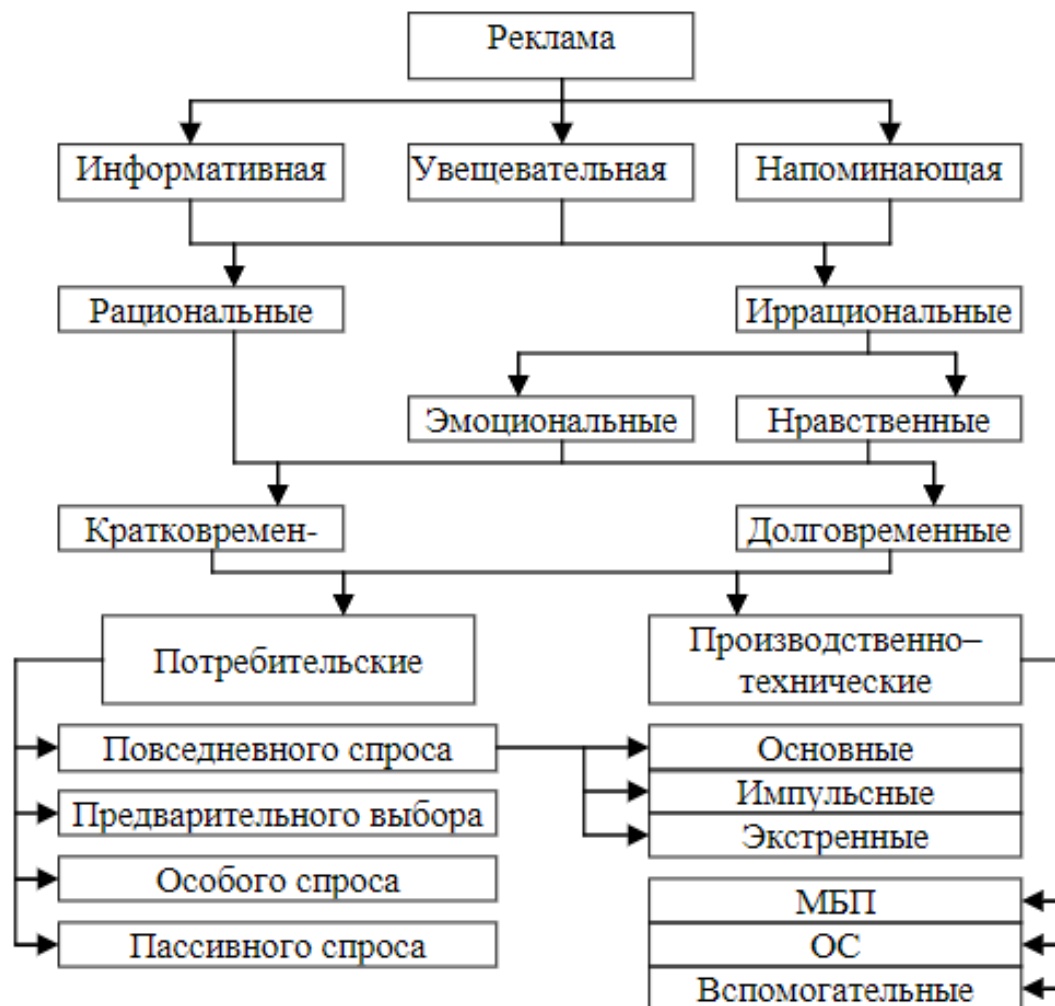 Реклама
Информативная
Увещевательная
Напоминающая
Рациональные
Иррациональные
Эмоциональные
Нравственные
Кратковремен-
Долговременные
Потребительские
Производственно–
технические
Повседневного спроса
Основные
Импульсные
Предварительного выбора
Экстренные
Особого спроса
МБП
Пассивного спроса
ОС
Вспомогательные